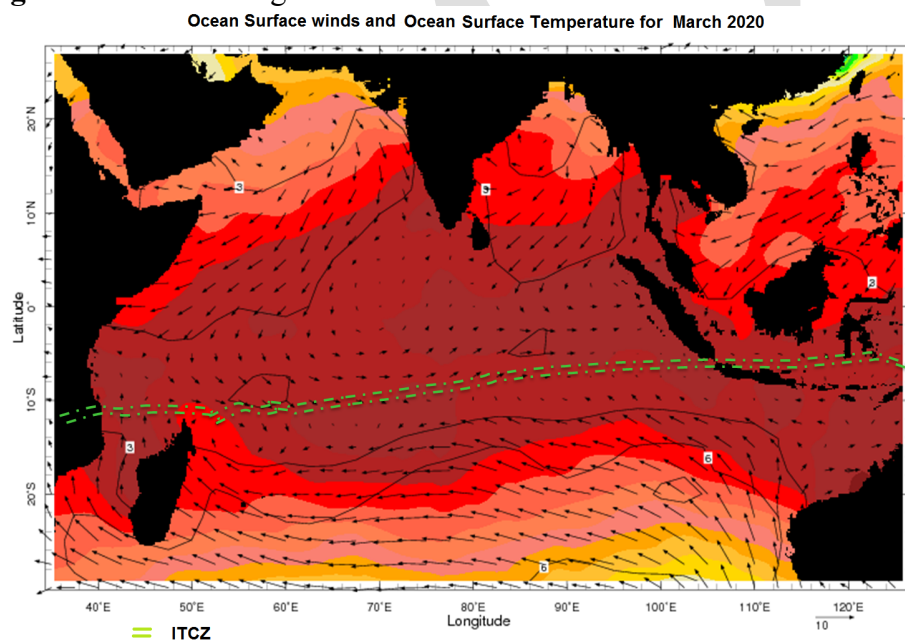 Ocean Surface winds and Ocean Surface Temperature for March 2020
20°N
10°N
0°
10°S
20°S
Latitude
3
3
3
3
6
6
40°E 50°E 60°E 70°E 80°E 90°E 100°E 110°E 120°E
Longitude
10
ITCZ